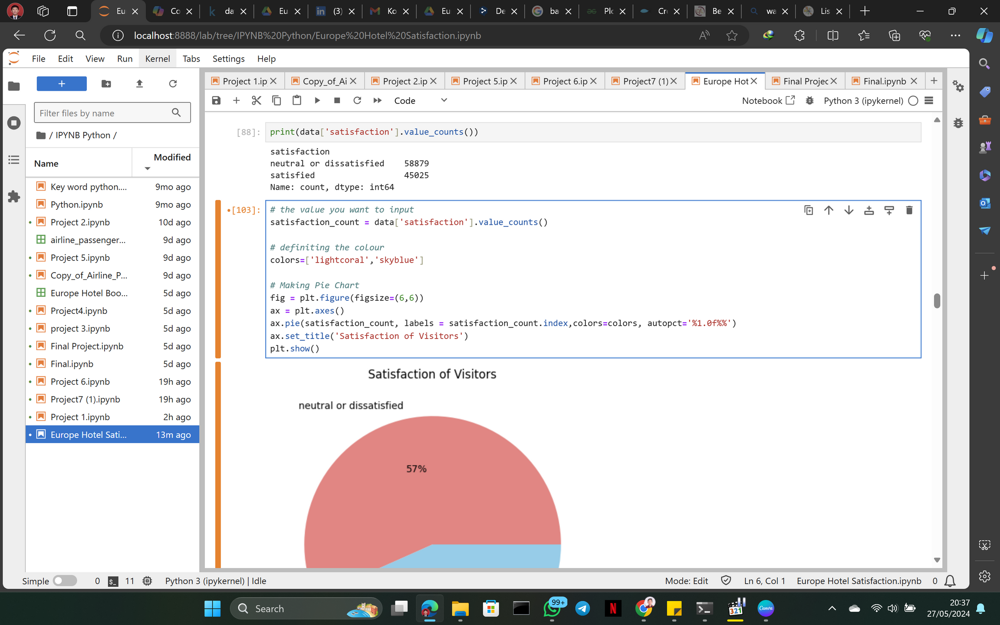 Eu
Co
da
Eu
(3)
Ko
Eu
De
ba
Plc
Cr
Be
wa
Lis
localhost:8888/lab/tree/IPYNB%20Python/Europe%20Hotel%20Satisfaction.ipynb
File Edit View Run Kernel Tabs Settings Help
Project 1.ip
Copy_of_Ai
Project 2.ip
Project 5.ip
Project 6.ip
Project7 (1)
Europe Hot
Final Projec
Final.ipynb
Code
Notebook
Python 3 (ipykernel)
Filter files by name
/ IPYNB Python /
Name Modified
Key word python.... 9mo ago
Python.ipynb 9mo ago
Project 2.ipynb 10d ago
airline_passenger... 9d ago
Project 5.ipynb 9d ago
Copy_of_Airline_P... 9d ago
Europe Hotel Boo... 5d ago
Project4.ipynb 5d ago
project 3.ipynb 5d ago
Final Project.ipynb 5d ago
Final.ipynb 5d ago
Project 6.ipynb 19h ago
Project7 (1).ipynb 19h ago
Project 1.ipynb 2h ago
Europe Hotel Sati... 13m ago
[88]: print(data['satisfaction'].value_counts())
satisfaction
neutral or dissatisfied 58879
satisfied 45025
Name: count, dtype: int64
•[103]: # the value you want to input
satisfaction_count = data['satisfaction'].value_counts()
# definiting the colour
colors=['lightcoral','skyblue']
# Making Pie Chart
fig = plt.figure(figsize=(6,6))
ax = plt.axes()
ax.pie(satisfaction_count, labels = satisfaction_count.index,colors=colors, autopct='%1.0f%%')
ax.set_title('Satisfaction of Visitors')
plt.show()
Satisfaction of Visitors
neutral or dissatisfied
57%
Simple 0 11 Python 3 (ipykernel) | Idle
Mode: Edit Ln 6, Col 1 Europe Hotel Satisfaction.ipynb 0
Search
99+
321
Canva
20:37
27/05/2024